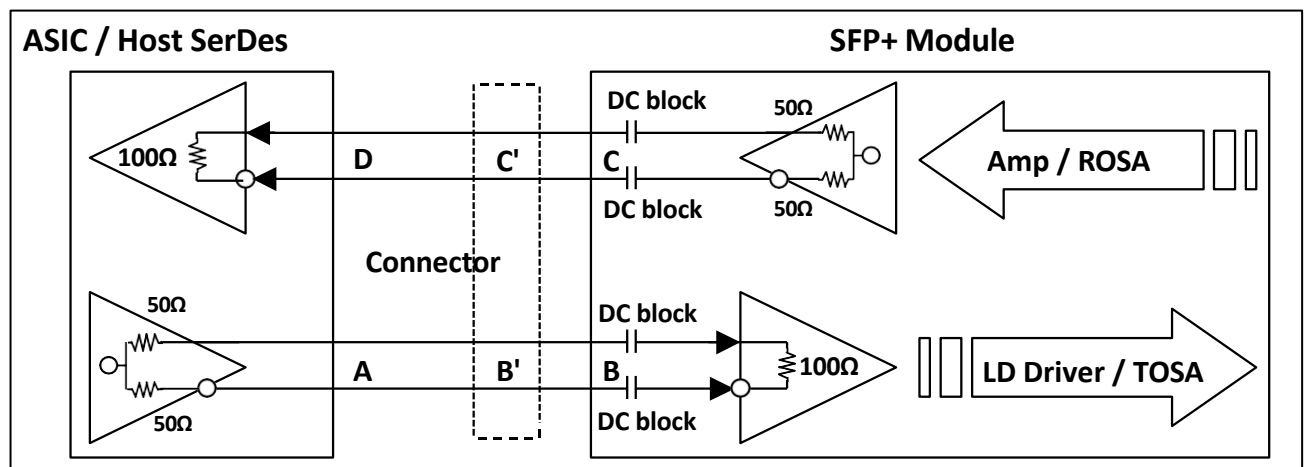 ASIC / Host SerDes
SFP+ Module
DC block
50Ω
100Ω
D
C'
C
Amp / ROSA
DC block
50Ω
Connector
50Ω
DC block
A
B'
B
100Ω
LD Driver / TOSA
50Ω
DC block